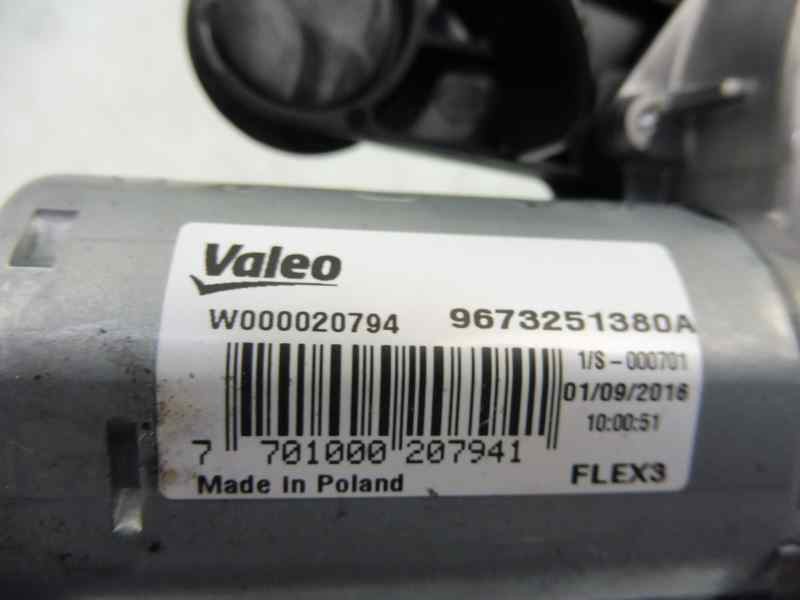 Valeo
W000020794 9673251380A
1/S-000701
01/09/2016
10:00:51
7 701000 207941
Made in Poland FLEX3